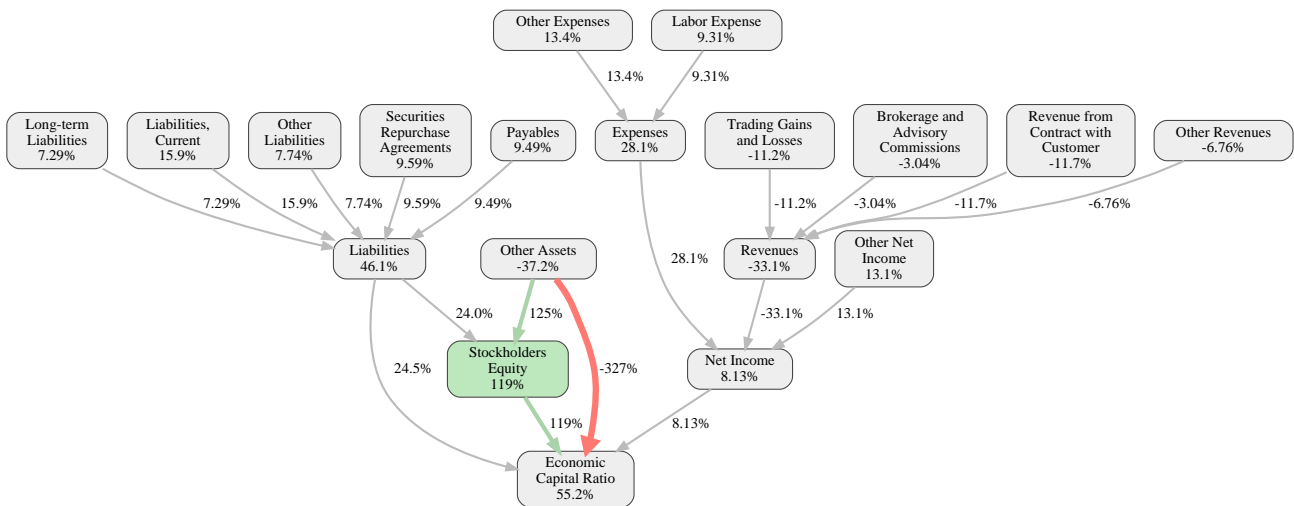 Other Expenses
13.4%
Labor Expense
9.31%
13.4%
9.31%
Long-term
Liabilities
7.29%
Liabilities,
Current
15.9%
Other
Liabilities
7.74%
Securities
Repurchase
Agreements
9.59%
Payables
9.49%
Expenses
28.1%
Trading Gains
and Losses
-11.2%
Brokerage and
Advisory
Commissions
-3.04%
Revenue from
Contract with
Customer
-11.7%
Other Revenues
-6.76%
7.29%
15.9%
7.74%
9.59%
9.49%
-11.2%
-3.04%
-11.7%
-6.76%
Liabilities
46.1%
Other Assets
-37.2%
28.1%
Revenues
-33.1%
Other Net
Income
13.1%
24.0%
125%
-33.1%
13.1%
24.5%
Stockholders
Equity
119%
-327%
Net Income
8.13%
119%
8.13%
Economic
Capital Ratio
55.2%